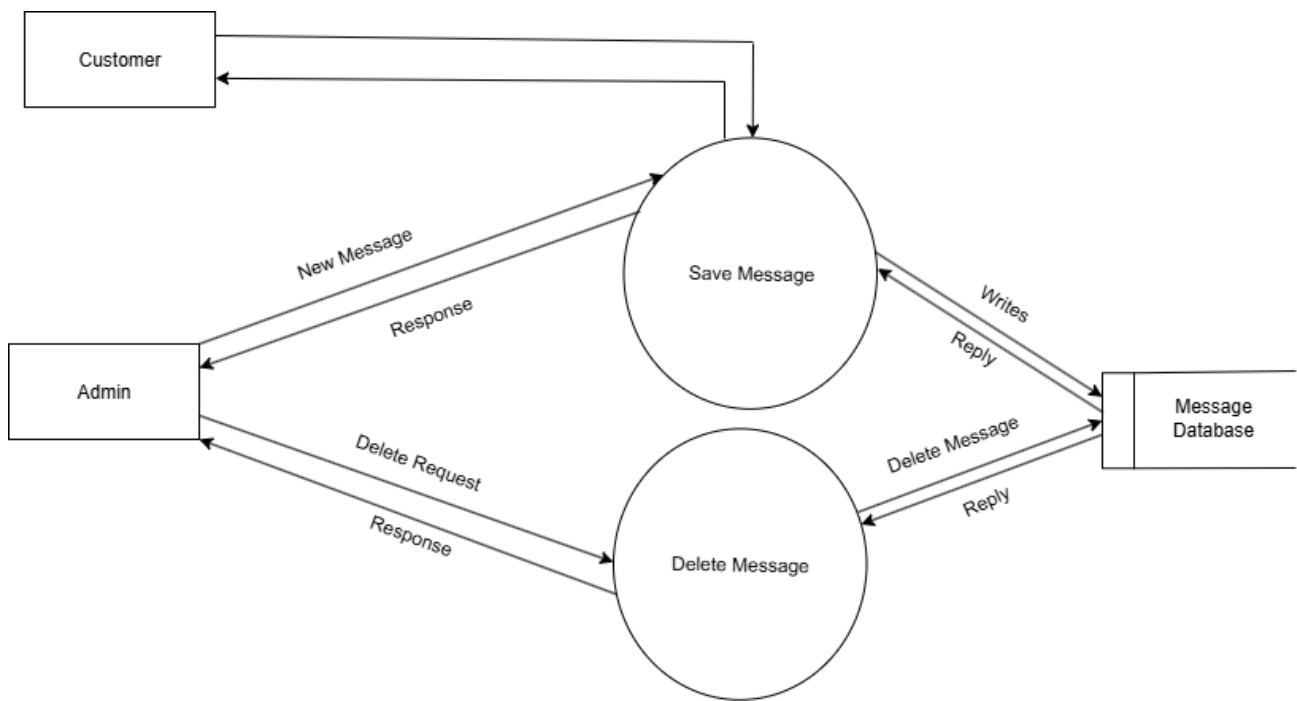 Customer
New Message
Response
Save Message
Writes
Reply
Admin
Message
Database
Delete Request
Response
Delete Message
Reply
Delete Message